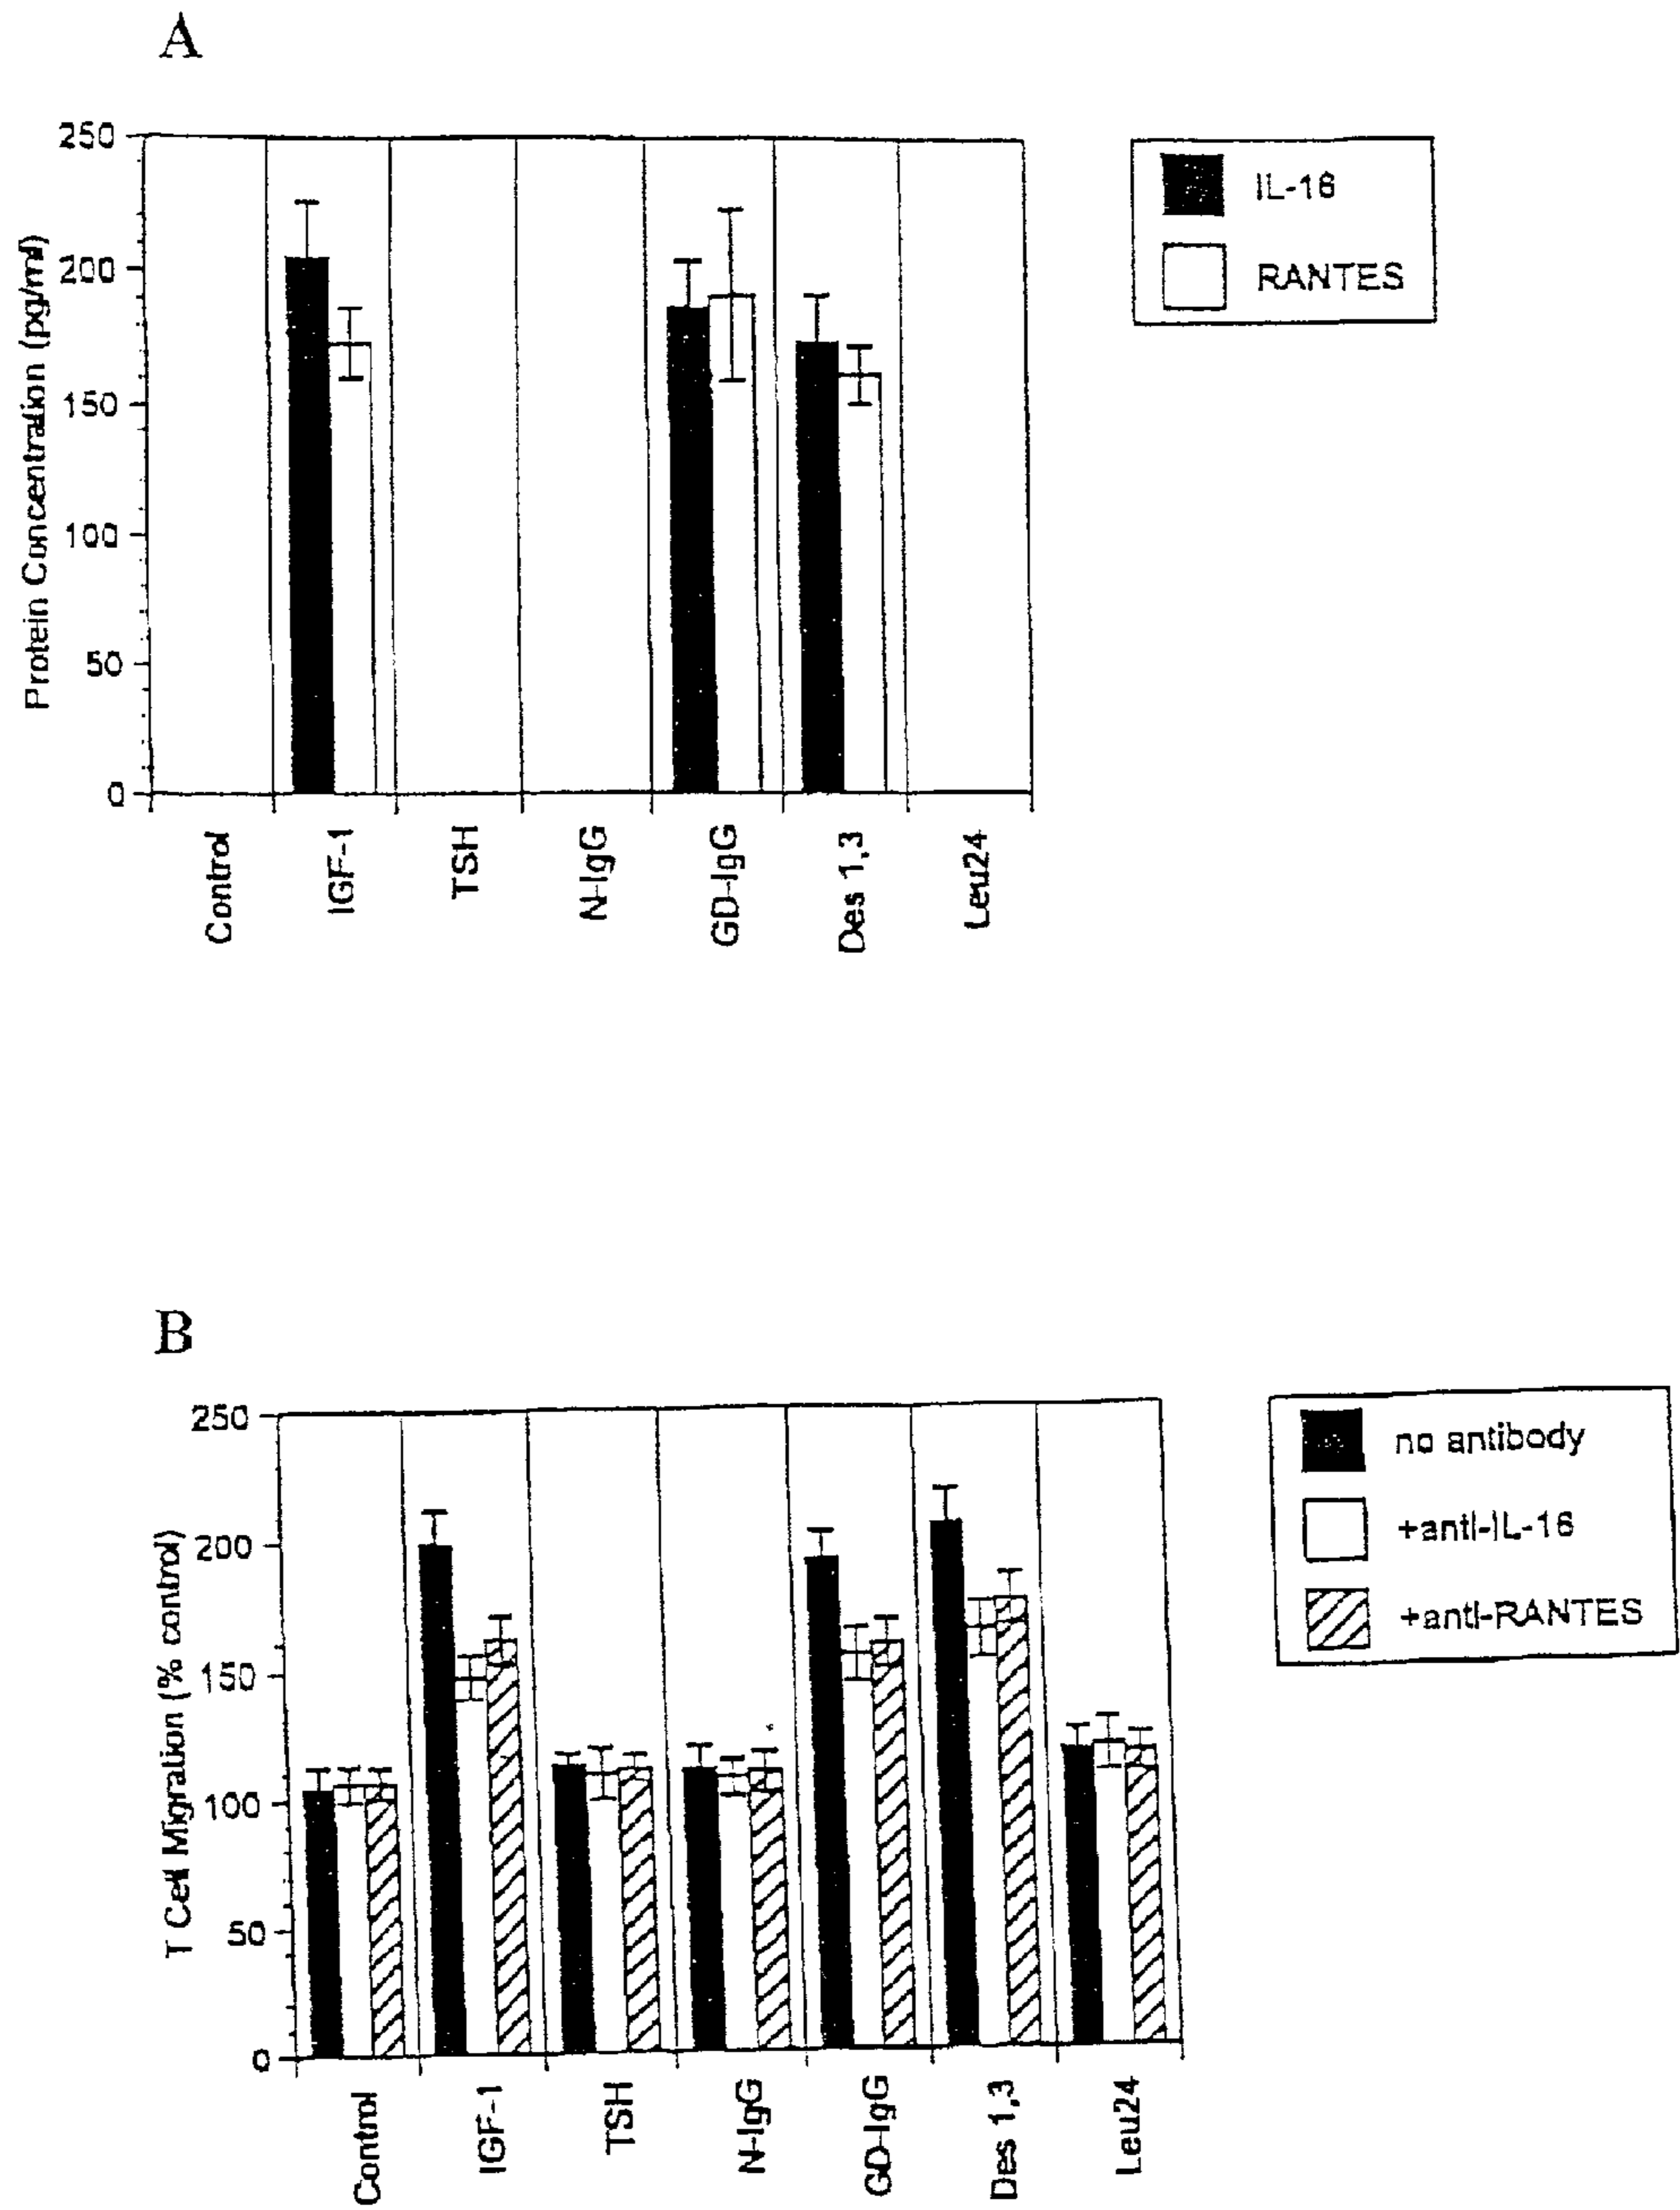 A
250
200
150
100
50
0
Protein Concentration (pg/ml)
Control
IGF-1
TSH
N-IgG
GD-IgG
Des 1,3
Leu24
IL-16
RANTES
B
250
200
150
100
50
0
T Cell Migration (% control)
Control
IGF-1
TSH
N-IgG
GD-IgG
Des 1,3
Leu24
no antibody
+anti-IL-16
+anti-RANTES